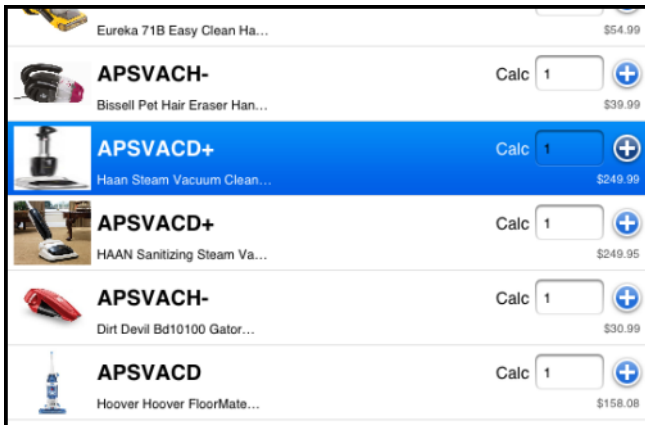 Eureka 71B Easy Clean Ha... $54.99
APSVACH- Calc 1
Bissell Pet Hair Eraser Han... $39.99
APSVACD+ Calc 1
Haan Steam Vacuum Clean... $249.99
APSVACD+ Calc 1
HAAN Sanitizing Steam Va... $249.95
APSVACH- Calc 1
Dirt Devil Bd10100 Gator... $30.99
APSVACD Calc 1
Hoover Hoover FloorMate... $158.08